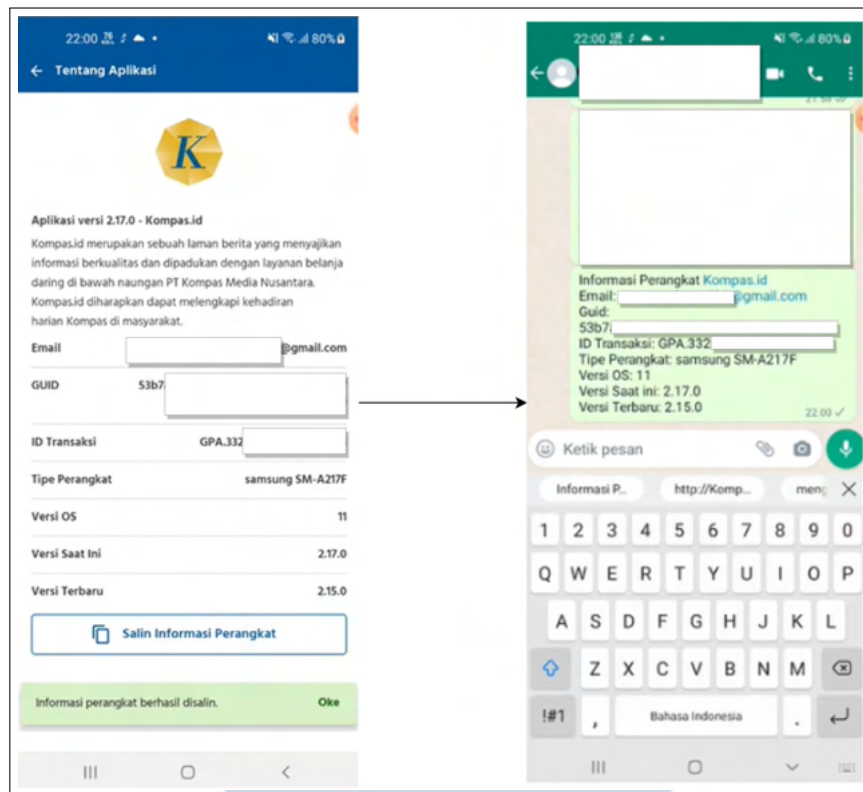 22:00
80%
Tentang Aplikasi
K
Aplikasi versi 2.17.0 - Kompas.id
Kompas.id merupakan sebuah laman berita yang menyajikan
informasi berkualitas dan dipadukan dengan layanan belanja
daring di bawah naungan PT Kompas Media Nusantara.
Kompas.id diharapkan dapat melengkapi kehadiran
harian Kompas di masyarakat.
Email @gmail.com
GUID 53b7
ID Transaksi GPA.332
Tipe Perangkat samsung SM-A217F
Versi OS 11
Versi Saat Ini 2.17.0
Versi Terbaru 2.15.0
Salin Informasi Perangkat
Informasi perangkat berhasil disalin. Oke
22:00
80%
Informasi Perangkat Kompas.id
Email: @gmail.com
Guid:
53b7
ID Transaksi: GPA.332
Tipe Perangkat: samsung SM-A217F
Versi OS: 11
Versi Saat ini: 2.17.0
Versi Terbaru: 2.15.0
22.00
Ketik pesan
Informasi P... http://Komp... meng
1 2 3 4 5 6 7 8 9 0
Q W E R T Y U I O P
A S D F G H J K L
Z X C V B N M
!#1 , Bahasa Indonesia .